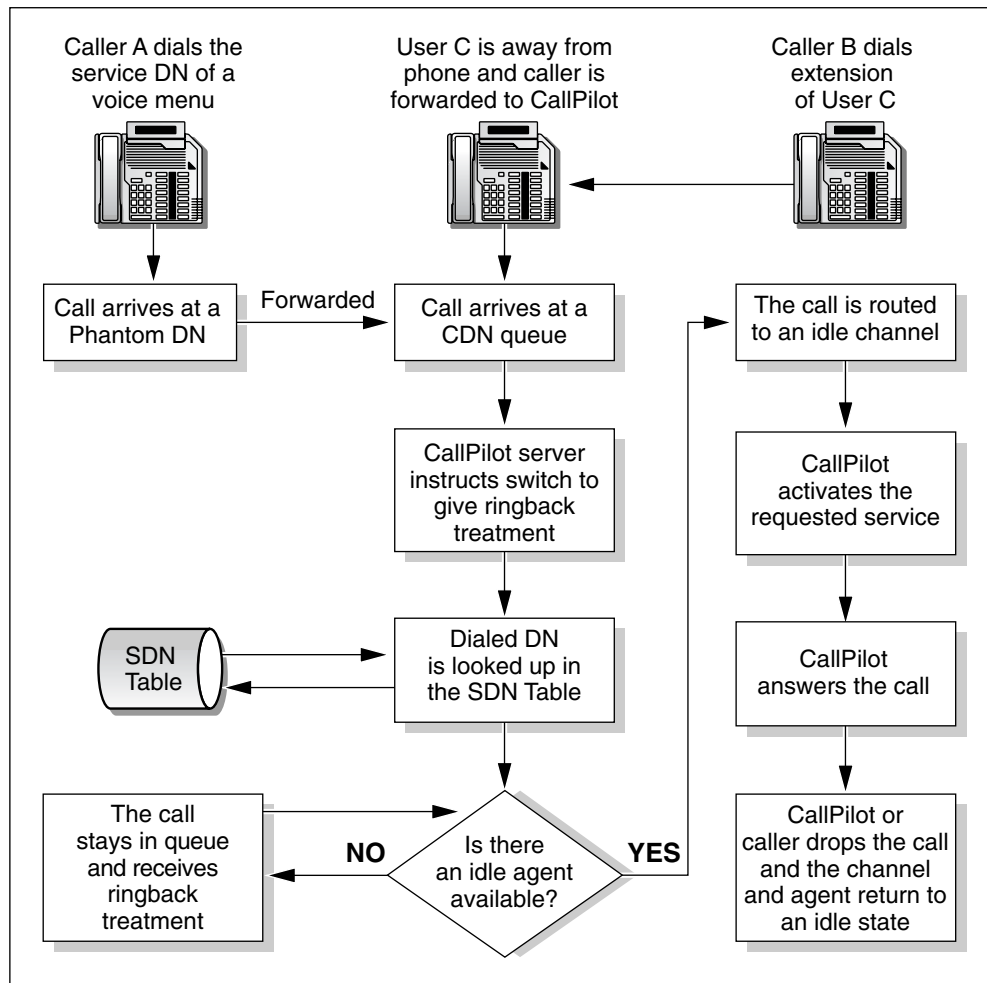 Caller A dials the
service DN of a
voice menu
User C is away from
phone and caller is
forwarded to CallPilot
Caller B dials
extension
of User C
Call arrives at a
Phantom DN
Forwarded
Call arrives at a
CDN queue
The call is routed
to an idle channel
CallPilot server
instructs switch to
give ringback
treatment
CallPilot
activates the
requested service
SDN
Table
Dialed DN
is looked up in
the SDN Table
CallPilot
answers the call
The call
stays in queue
and receives
ringback
treatment
NO
Is there
an idle agent
available?
YES
CallPilot or
caller drops the call
and the channel
and agent return to
an idle state